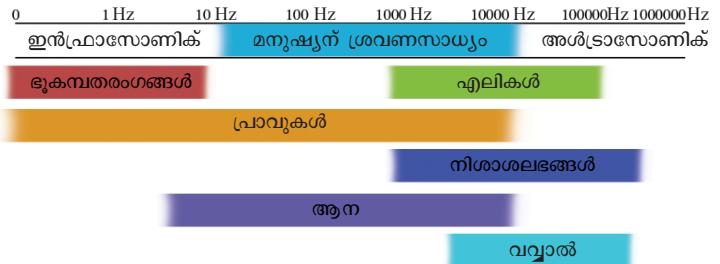 0 1 Hz 10 Hz 100 Hz 1000 Hz 10000 Hz 100000Hz 1000000Hz
ഇൻഫ്രാസോണിക് മനുഷ്യന് ശ്രവണസാധ്യം അൾട്രാസോണിക്
ഭൂകമ്പതരംഗങ്ങൾ എലികൾ
പ്രാവുകൾ
നിശാശലഭങ്ങൾ
ആന
വവ്വാൽ